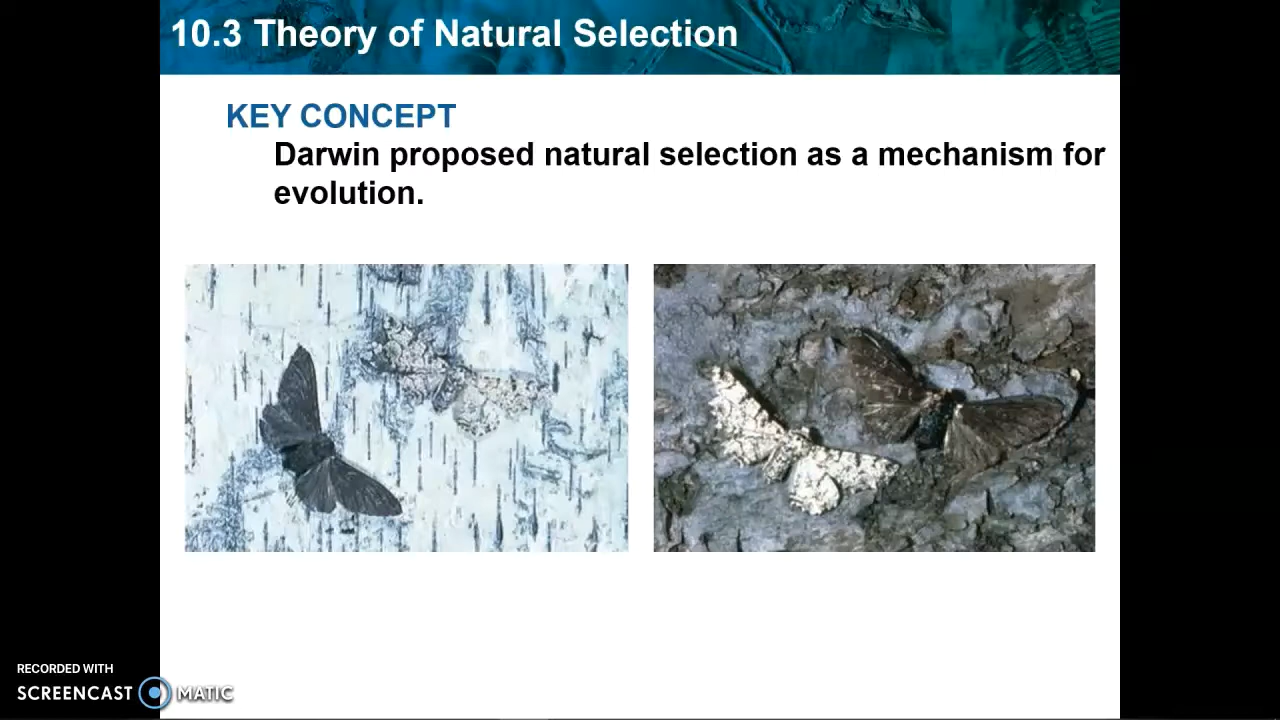 10.3 Theory of Natural Selection
KEY CONCEPT
Darwin proposed natural selection as a mechanism for
evolution.
RECORDED WITH
SCREENCAST MATIC